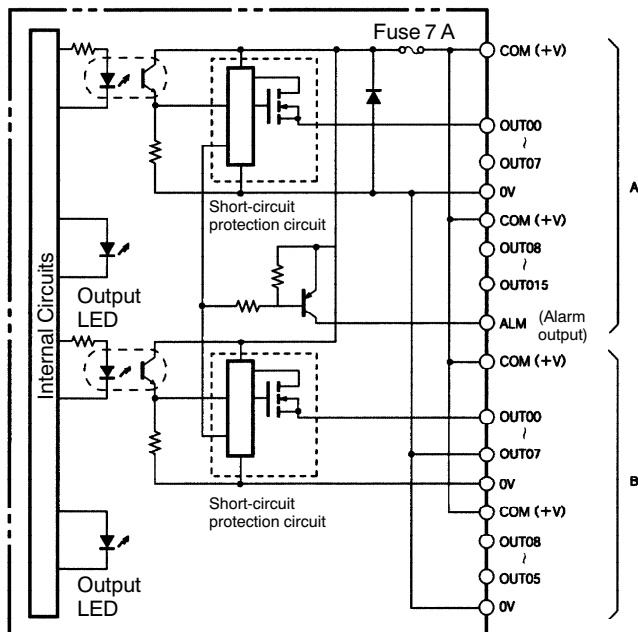 Fuse 7 A
COM (+V)
OUT00
~
OUT07
0V
COM (+V)
OUT08
~
OUT015
ALM (Alarm output)
A
Short-circuit
protection circuit
Internal Circuits
Output
LED
COM (+V)
OUT00
~
OUT07
0V
COM (+V)
OUT08
~
OUT05
0V
B
Short-circuit
protection circuit
Output
LED